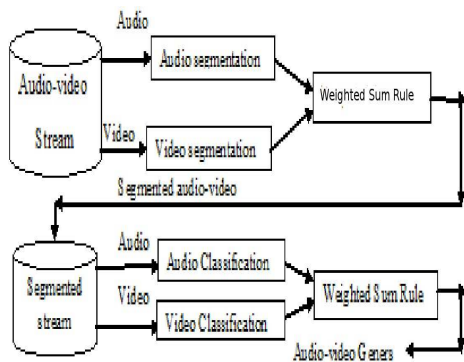 Audio
Audio segmentation
Audio-video
Stream
Weighted Sum Rule
Video
Video segmentation
Segmented audio-video
Audio
Audio Classification
Segmented
stream
Weighted Sum Rule
Video
Video Classification
Audio-video Geners